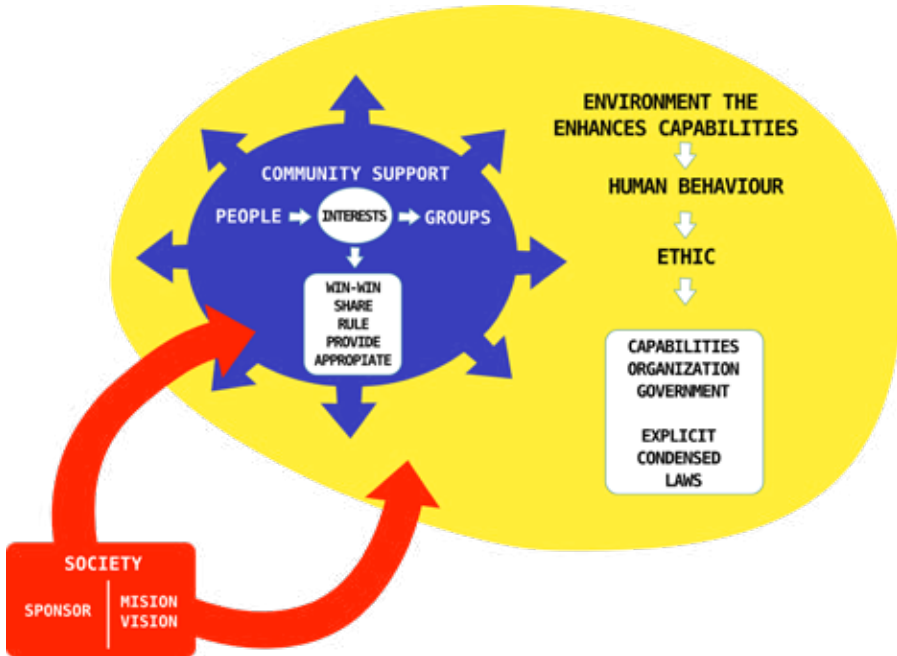 COMMUNITY SUPPORT
PEOPLE INTERESTS GROUPS
WIN-WIN
SHARE
RULE
PROVIDE
APPROPIATE
ENVIRONMENT THE
ENHANCES CAPABILITIES
HUMAN BEHAVIOUR
ETHIC
CAPABILITIES
ORGANIZATION
GOVERNMENT
EXPLICIT
CONDENSED
LAWS
SOCIETY
SPONSOR
MISION
VISION